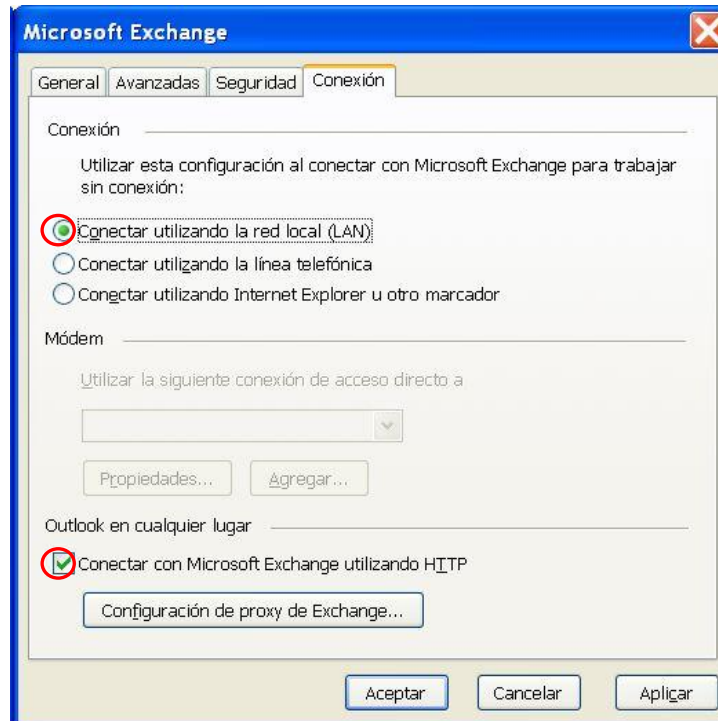 Microsoft Exchange
General
Avanzadas
Seguridad
Conexión
Conexión
Utilizar esta configuración al conectar con Microsoft Exchange para trabajar
sin conexión:
Conectar utilizando la red local (LAN)
Conectar utilizando la línea telefónica
Conectar utilizando Internet Explorer u otro marcador
Módem
Utilizar la siguiente conexión de acceso directo a
Propiedades...
Agregar...
Outlook en cualquier lugar
Conectar con Microsoft Exchange utilizando HTTP
Configuración de proxy de Exchange...
Aceptar
Cancelar
Aplicar